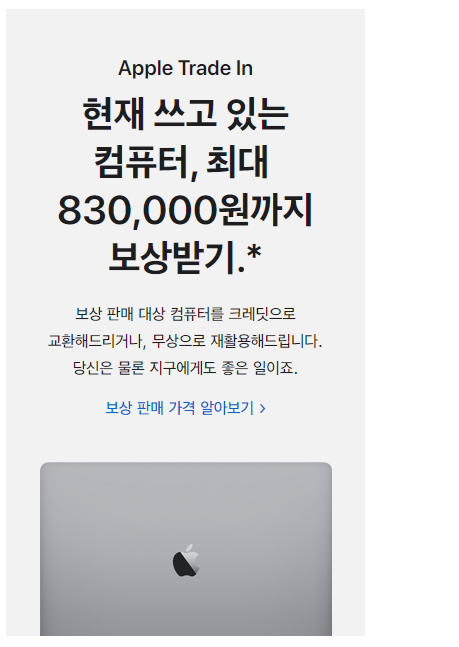 Apple Trade In
현재 쓰고 있는
컴퓨터, 최대
830,000원까지
보상받기.*
보상 판매 대상 컴퓨터를 크레딧으로
교환해드리거나, 무상으로 재활용해드립니다.
당신은 물론 지구에게도 좋은 일이죠.
보상 판매 가격 알아보기 >